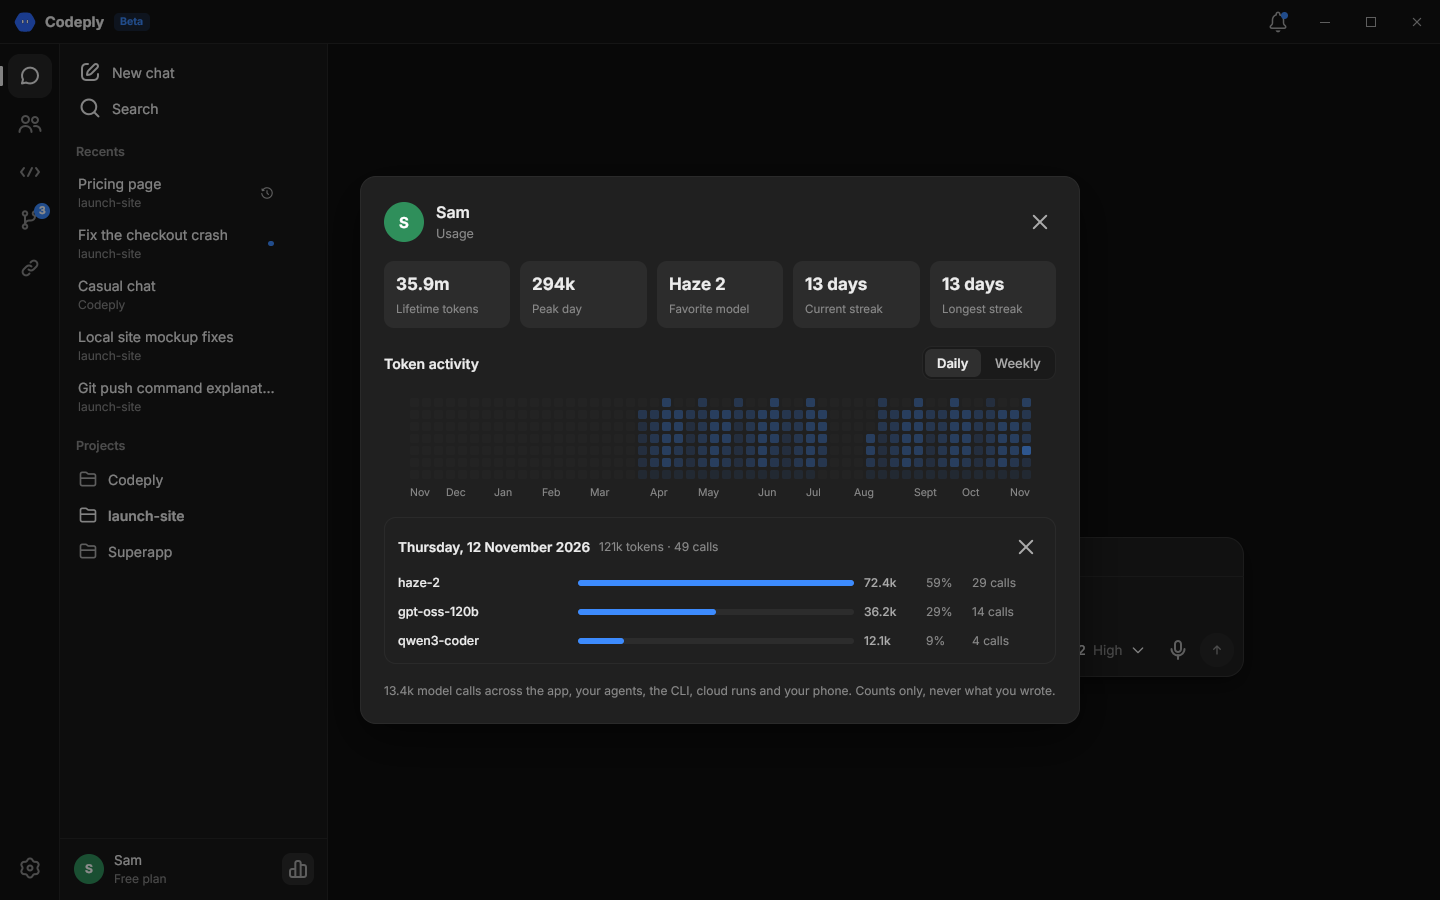 Codeply Beta
New chat
Search
Recents
Pricing page
launch-site
Fix the checkout crash
launch-site
Casual chat
Codeply
Local site mockup fixes
launch-site
Git push command explanat...
launch-site
Projects
Codeply
launch-site
Superapp
3
S
Sam
Free plan
S
Sam
Usage
35.9m
Lifetime tokens
294k
Peak day
Haze 2
Favorite model
13 days
Current streak
13 days
Longest streak
Token activity
Daily Weekly
Nov Dec Jan Feb Mar Apr May Jun Jul Aug Sept Oct Nov
Thursday, 12 November 2026 121k tokens · 49 calls
haze-2 72.4k 59% 29 calls
gpt-oss-120b 36.2k 29% 14 calls
qwen3-coder 12.1k 9% 4 calls
13.4k model calls across the app, your agents, the CLI, cloud runs and your phone. Counts only, never what you wrote.
2 High